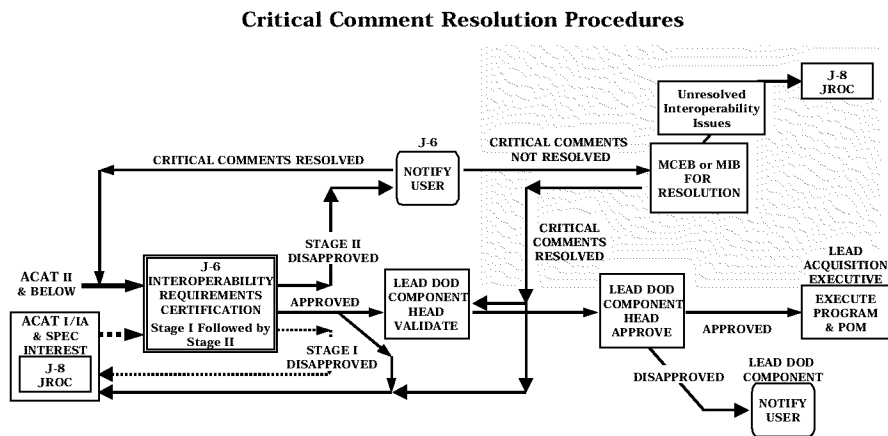 Critical Comment Resolution Procedures
J-8
JROC
Unresolved
Interoperability
Issues
J-6
NOTIFY
USER
CRITICAL COMMENTS RESOLVED
CRITICAL COMMENTS
NOT RESOLVED
MCEB or MIB
FOR
RESOLUTION
STAGE II
DISAPPROVED
CRITICAL
COMMENTS
RESOLVED
ACAT II
& BELOW
J-6
INTEROPERABILITY
REQUIREMENTS
CERTIFICATION
Stage I Followed by
Stage II
APPROVED
LEAD DOD
COMPONENT
HEAD
VALIDATE
LEAD DOD
COMPONENT
HEAD
APPROVE
APPROVED
LEAD
ACQUISITION
EXECUTIVE
EXECUTE
PROGRAM
& POM
ACAT I/IA
& SPEC
INTEREST
J-8
JROC
STAGE I
DISAPPROVED
DISAPPROVED
LEAD DOD
COMPONENT
NOTIFY
USER